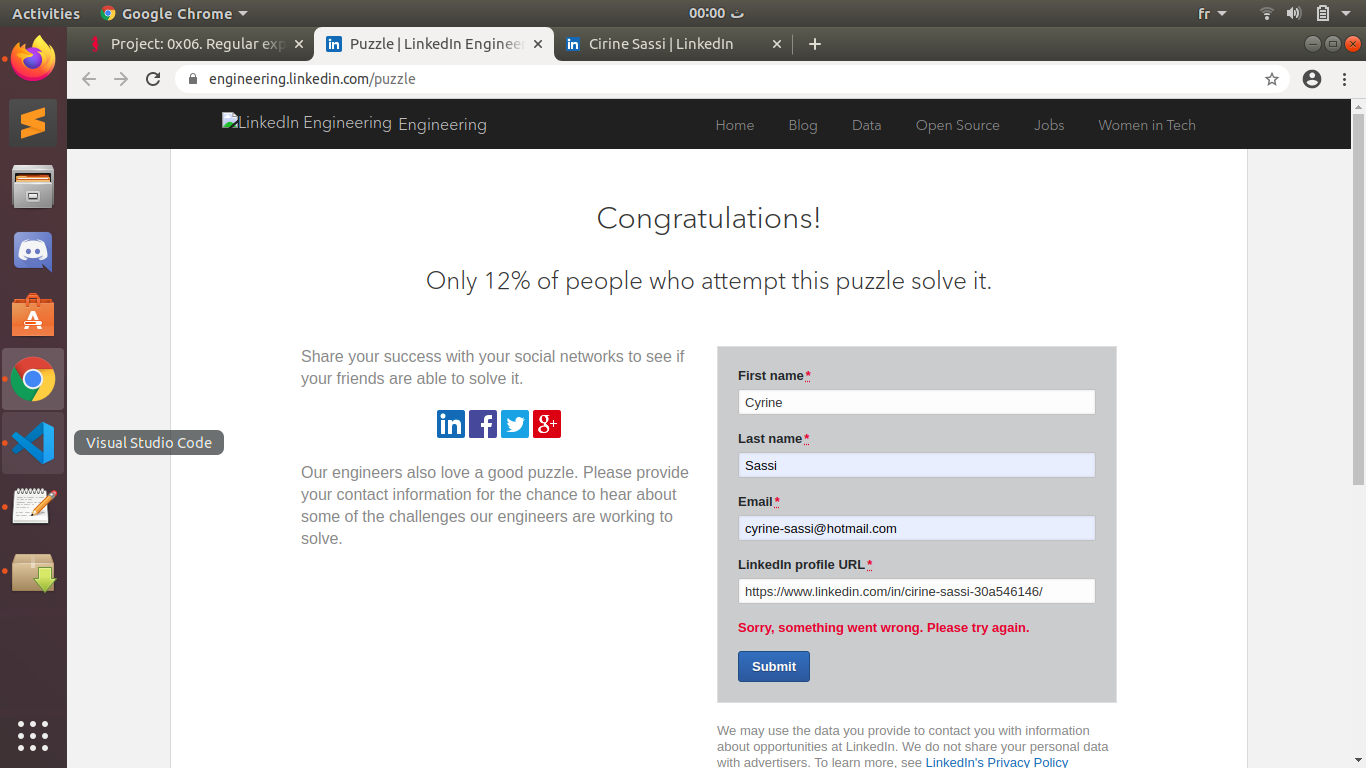 Activities
Google Chrome
00:00 ث
fr
Project: 0x06. Regular exp
Puzzle | LinkedIn Engineer
Cirine Sassi | LinkedIn
engineering.linkedin.com/puzzle
LinkedIn Engineering Engineering
Home Blog Data Open Source Jobs Women in Tech
Congratulations!
Only 12% of people who attempt this puzzle solve it.
Share your success with your social networks to see if
your friends are able to solve it.
in f g+
Our engineers also love a good puzzle. Please provide
your contact information for the chance to hear about
some of the challenges our engineers are working to
solve.
Visual Studio Code
First name*
Cyrine
Last name*
Sassi
Email*
cyrine-sassi@hotmail.com
LinkedIn profile URL*
https://www.linkedin.com/in/cirine-sassi-30a546146/
Sorry, something went wrong. Please try again.
Submit
We may use the data you provide to contact you with information
about opportunities at LinkedIn. We do not share your personal data
with advertisers. To learn more, see LinkedIn's Privacy Policy